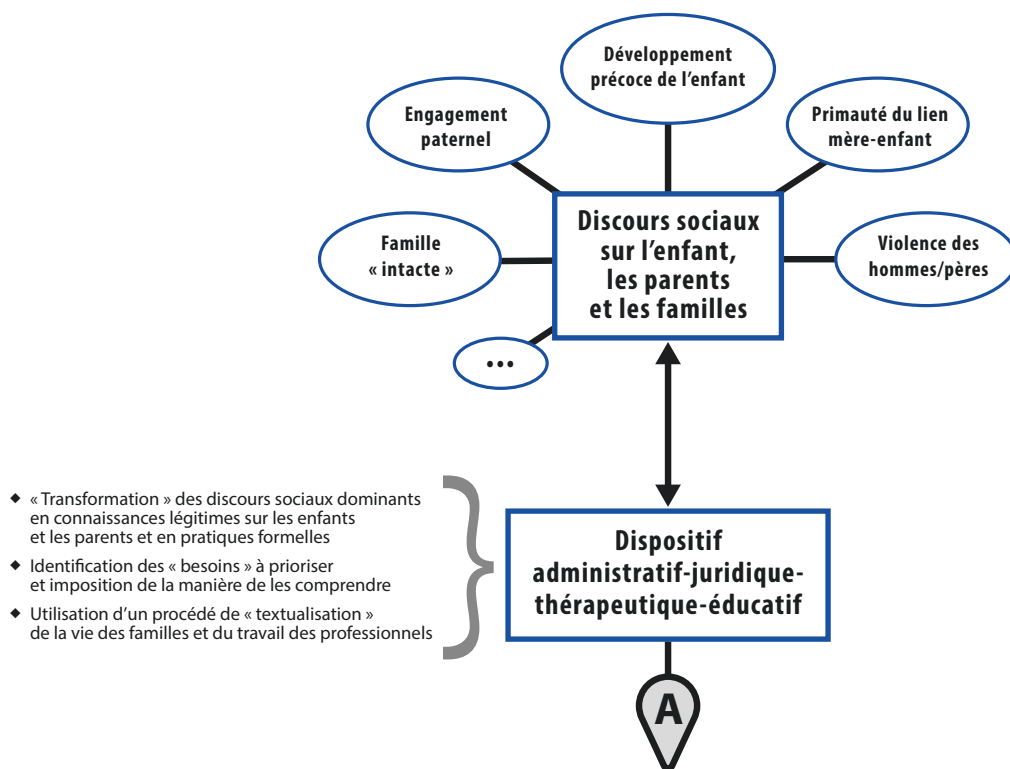 Développement
précoce de l'enfant
Engagement
paternel
Primauté du lien
mère-enfant
Famille
« intacte »
Discours sociaux
sur l'enfant,
les parents
et les familles
Violence des
hommes/pères
...
◆ « Transformation » des discours sociaux dominants
en connaissances légitimes sur les enfants
et les parents et en pratiques formelles
◆ Identification des « besoins » à prioriser
et imposition de la manière de les comprendre
◆ Utilisation d'un procédé de « textualisation »
de la vie des familles et du travail des professionnels
Dispositif
administratif-juridique-
thérapeutique-éducatif
A